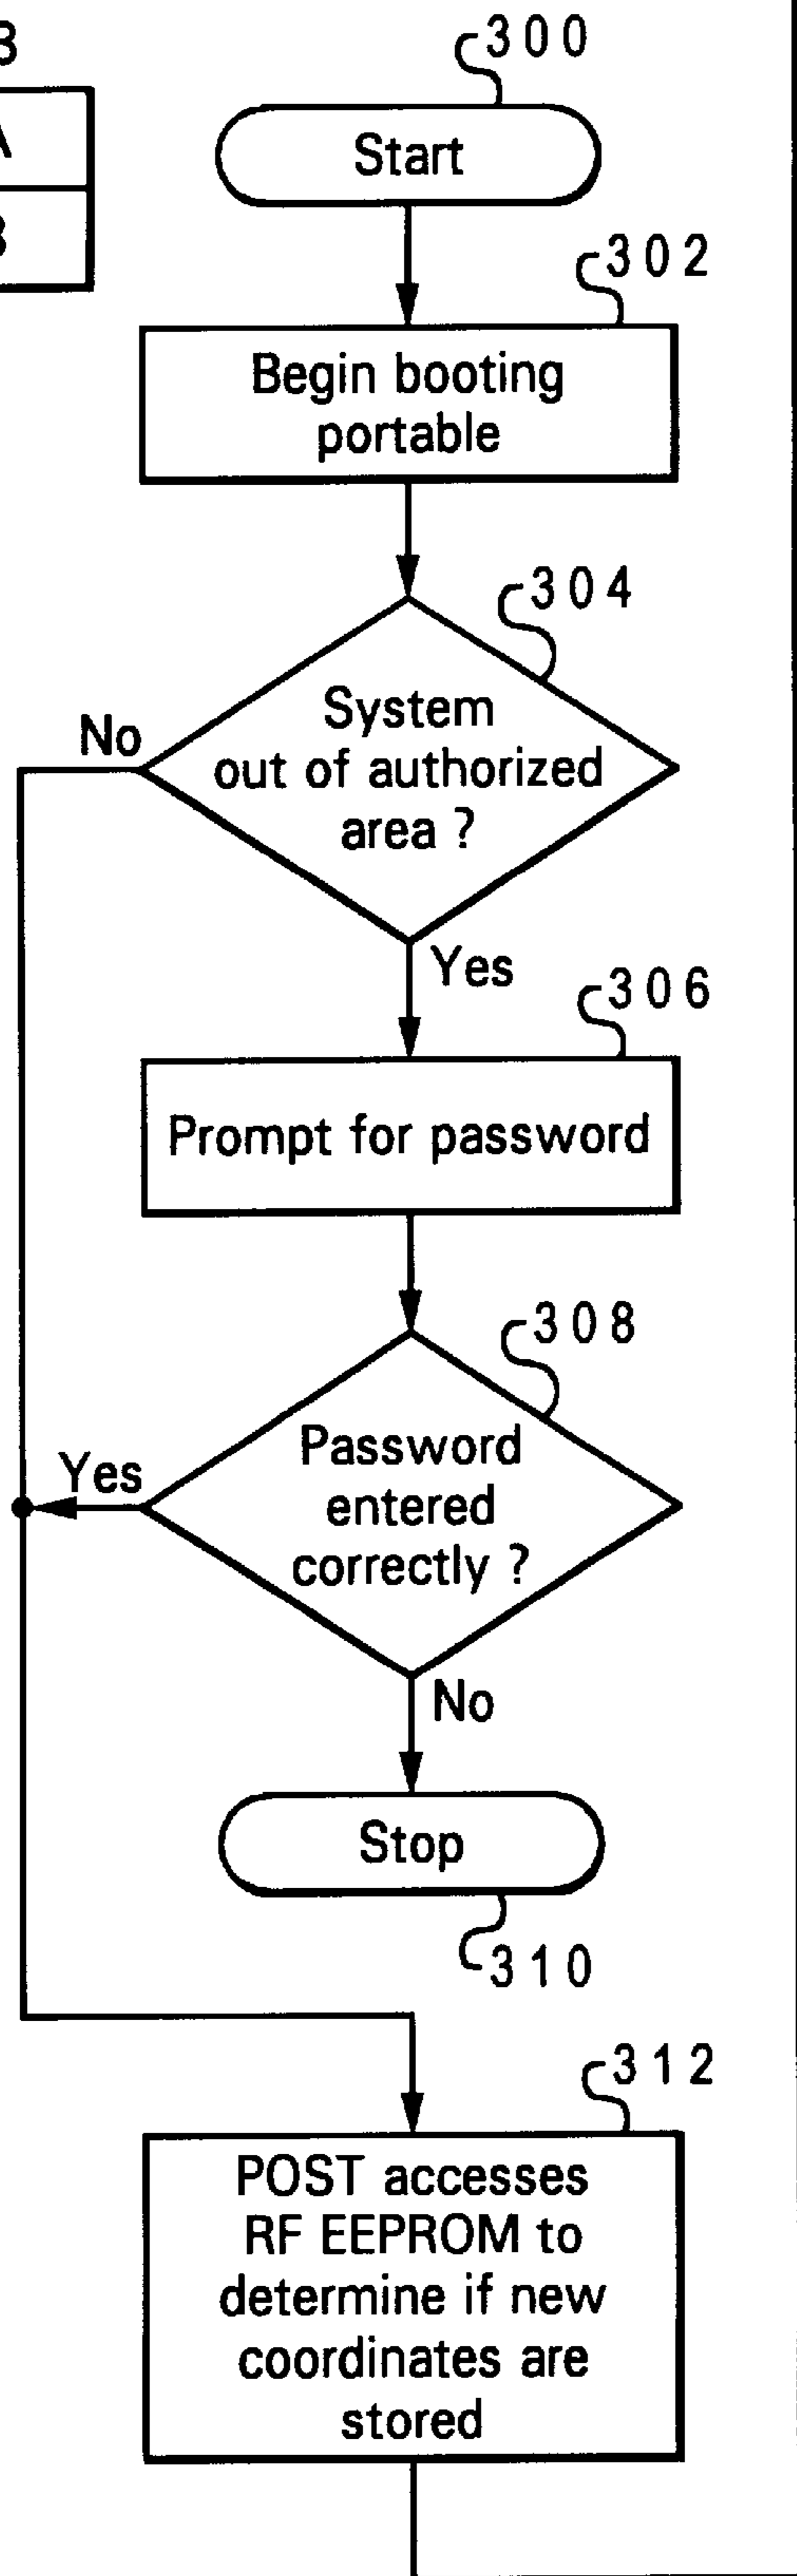 300
Start
302
Begin booting
portable
304
System
out of authorized
area ?
No
Yes
306
Prompt for password
308
Password
entered
correctly ?
Yes
No
Stop
310
312
POST accesses
RF EEPROM to
determine if new
coordinates are
stored